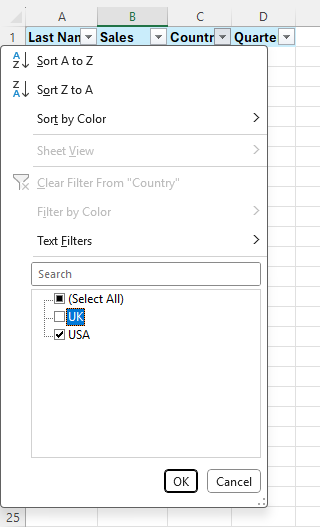 A B C D
1 Last Nan Sales Countr Quarte
Sort A to Z
Sort Z to A
Sort by Color
Sheet View
Clear Filter From "Country"
Filter by Color
Text Filters
Search
(Select All)
UK
USA
OK Cancel
25